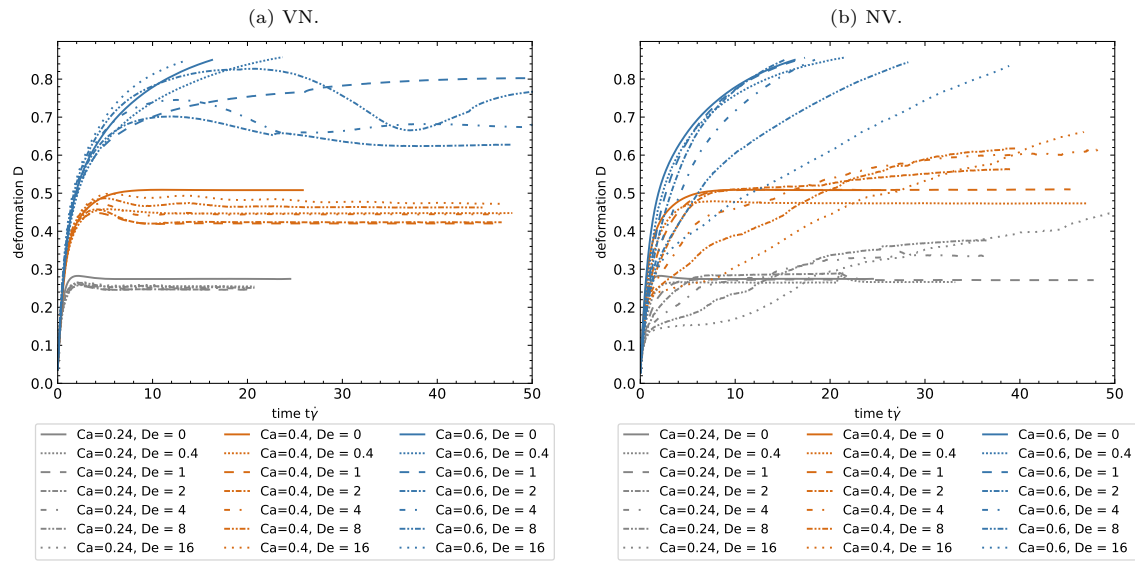 (a) VN.
(b) NV.
deformation D
0.8
0.7
0.6
0.5
0.4
0.3
0.2
0.1
0.0
0 10 20 30 40 50
time tγ̇
deformation D
0.8
0.7
0.6
0.5
0.4
0.3
0.2
0.1
0.0
0 10 20 30 40 50
time tγ̇
Ca=0.24, De = 0 Ca=0.4, De = 0 Ca=0.6, De = 0
Ca=0.24, De = 0.4 Ca=0.4, De = 0.4 Ca=0.6, De = 0.4
Ca=0.24, De = 1 Ca=0.4, De = 1 Ca=0.6, De = 1
Ca=0.24, De = 2 Ca=0.4, De = 2 Ca=0.6, De = 2
Ca=0.24, De = 4 Ca=0.4, De = 4 Ca=0.6, De = 4
Ca=0.24, De = 8 Ca=0.4, De = 8 Ca=0.6, De = 8
Ca=0.24, De = 16 Ca=0.4, De = 16 Ca=0.6, De = 16
Ca=0.24, De = 0 Ca=0.4, De = 0 Ca=0.6, De = 0
Ca=0.24, De = 0.4 Ca=0.4, De = 0.4 Ca=0.6, De = 0.4
Ca=0.24, De = 1 Ca=0.4, De = 1 Ca=0.6, De = 1
Ca=0.24, De = 2 Ca=0.4, De = 2 Ca=0.6, De = 2
Ca=0.24, De = 4 Ca=0.4, De = 4 Ca=0.6, De = 4
Ca=0.24, De = 8 Ca=0.4, De = 8 Ca=0.6, De = 8
Ca=0.24, De = 16 Ca=0.4, De = 16 Ca=0.6, De = 16